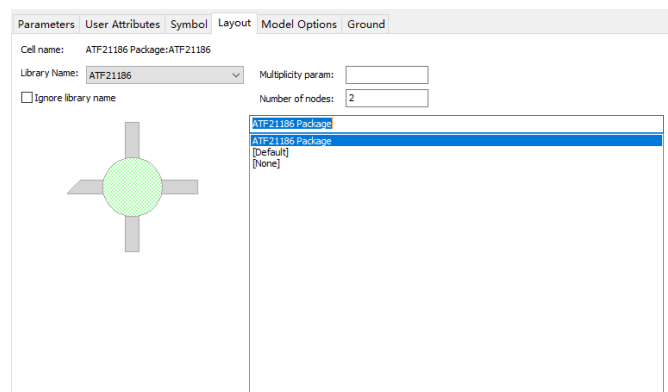 Parameters User Attributes Symbol Layout Model Options Ground
Cell name: ATF21186 Package:ATF21186
Library Name: ATF21186 Multiplicity param:
Ignore library name Number of nodes: 2
ATF21186 Package
ATF21186 Package
[Default]
[None]